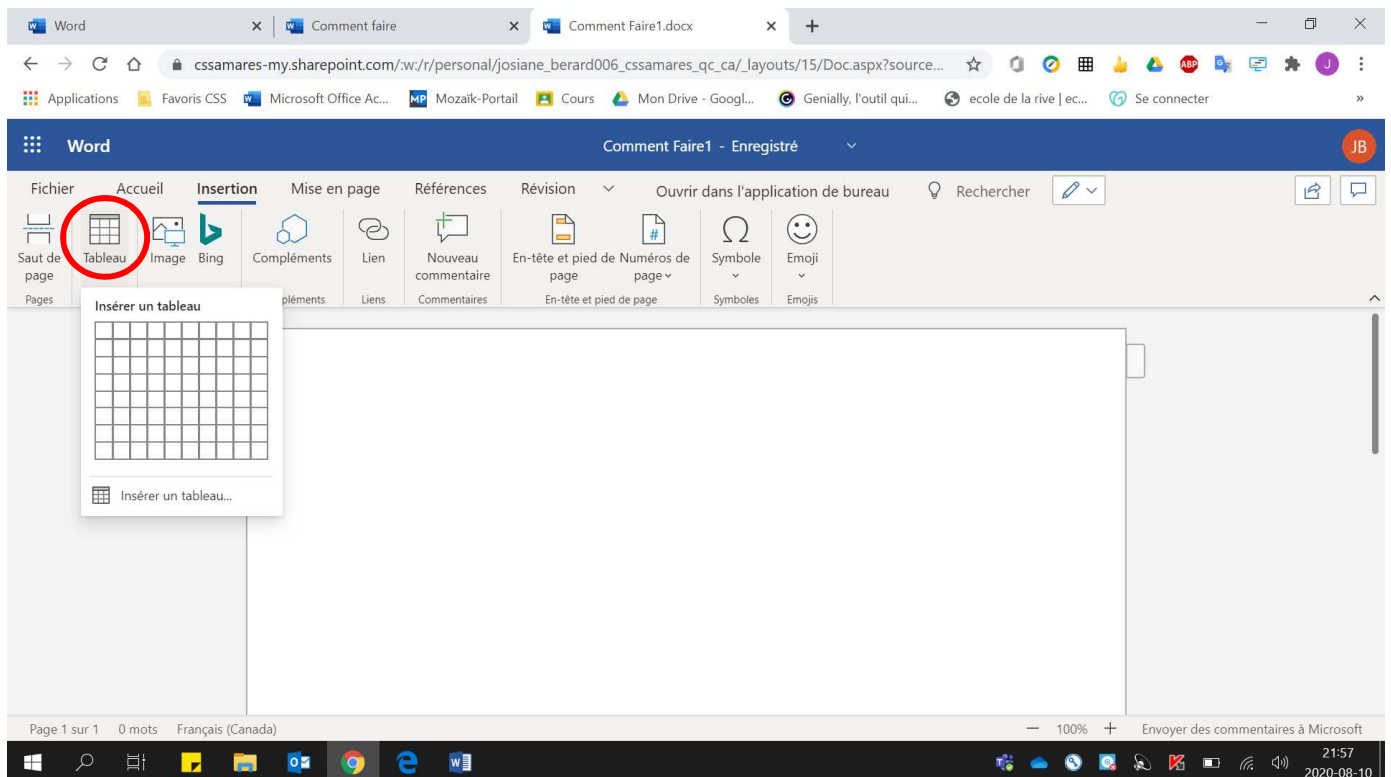 Word
Comment faire
Comment Faire1.docx
cssamares-my.sharepoint.com/:w:/r/personal/josiane_berard006_cssamares_qc_ca/_layouts/15/Doc.aspx?source...
ABP
J
Applications
Favoris CSS
Microsoft Office Ac...
MP Mozaïk-Portail
Cours
Mon Drive - Googl...
Genially, l'outil qui...
ecole de la rive | ec...
Se connecter
»
Word
Comment Faire1 - Enregistré
JB
Fichier Accueil Insertion Mise en page Références Révision Ouvrir dans l'application de bureau Rechercher
Saut de page
Tableau
Image
Bing
Compléments
Lien
Nouveau commentaire
En-tête et pied de page
Numéros de page
Symbole
Emoji
Pages
pléments
Liens
Commentaires
En-tête et pied de page
Symboles
Emojis
Insérer un tableau
Insérer un tableau...
Page 1 sur 1 0 mots Français (Canada)
100%
Envoyer des commentaires à Microsoft
21:57
2020-08-10